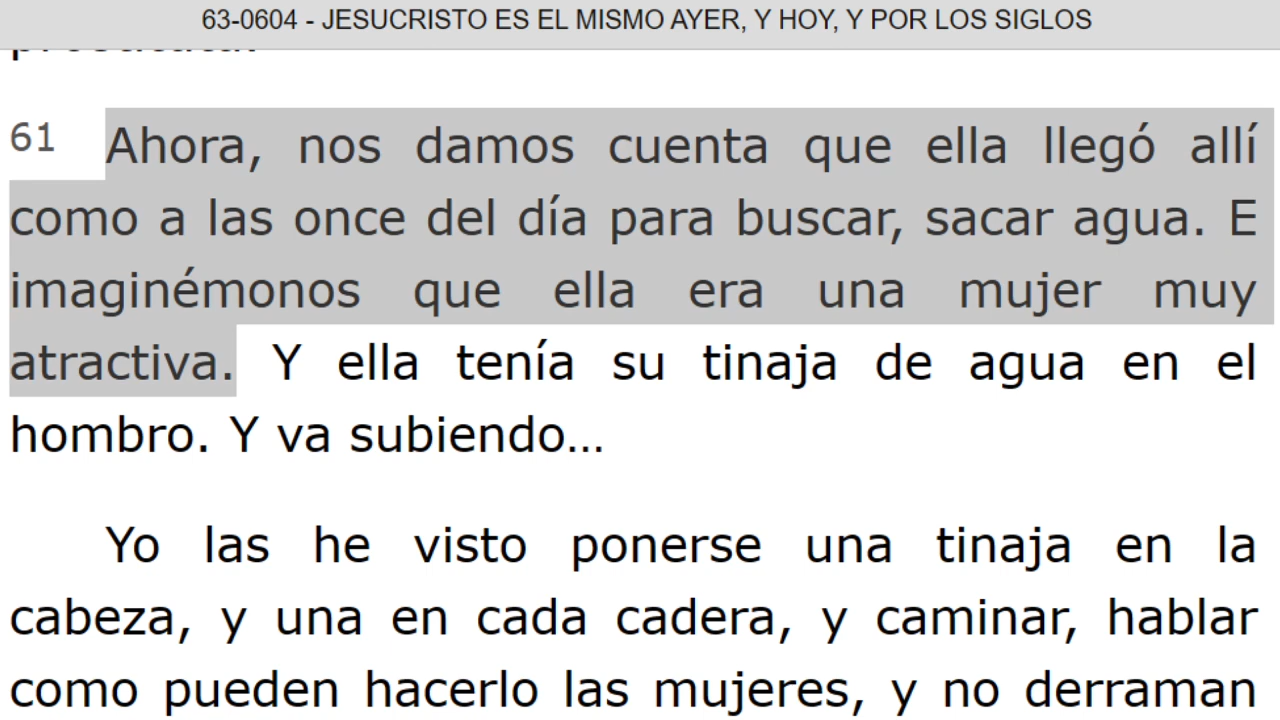 63-0604 - JESUCRISTO ES EL MISMO AYER, Y HOY, Y POR LOS SIGLOS
61 Ahora, nos damos cuenta que ella llegó allí
como a las once del día para buscar, sacar agua. E
imaginémonos que ella era una mujer muy
atractiva. Y ella tenía su tinaja de agua en el
hombro. Y va subiendo...
Yo las he visto ponerse una tinaja en la
cabeza, y una en cada cadera, y caminar, hablar
como pueden hacerlo las mujeres, y no derraman